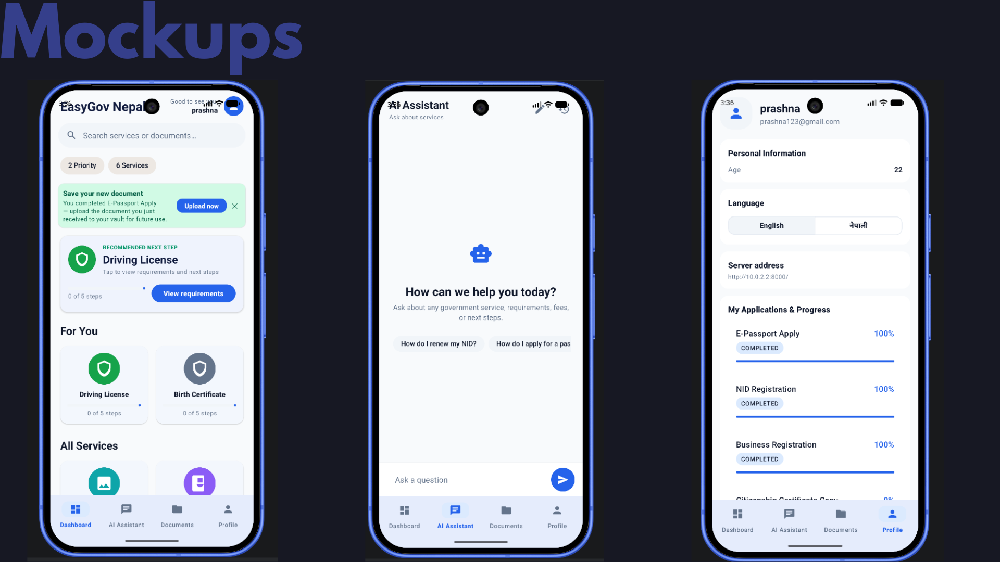 Mockups
3:36
EasyGov Nepal
Good to see you
prashna
Search services or documents...
2 Priority
6 Services
Save your new document
You completed E-Passport Apply
— upload the document you just
received to your vault for future use.
Upload now
RECOMMENDED NEXT STEP
Driving License
Tap to view requirements and next steps
0 of 5 steps
View requirements
For You
Driving License
0 of 5 steps
Birth Certificate
0 of 5 steps
All Services
Dashboard
AI Assistant
Documents
Profile
3:36
AI Assistant
Ask about services
How can we help you today?
Ask about any government service, requirements, fees,
or next steps.
How do I renew my NID?
How do I apply for a pas
Ask a question
Dashboard
AI Assistant
Documents
Profile
3:36
prashna
prashna123@gmail.com
Personal Information
Age
22
Language
English
नेपाली
Server address
http://10.0.2.2:8000/
My Applications & Progress
E-Passport Apply
100%
COMPLETED
NID Registration
100%
COMPLETED
Business Registration
100%
COMPLETED
Citizenship Certificate Copy
0%
Dashboard
AI Assistant
Documents
Profile